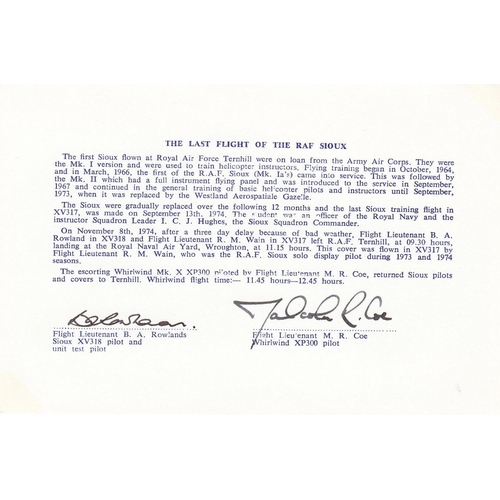 THE LAST FLIGHT OF THE RAF SIOUX
The first Sioux flown at Royal Air Force Ternhill were on loan from the Army Air Corps. They were
the Mk. I version and were used to train helicopter instructors. Flying training began in October, 1964,
and in March, 1966, the first of the R.A.F. Sioux (Mk. Ia's) came into service. This was followed by
the Mk. II which had a full instrument flying panel and was introduced to the service in September,
1967 and continued in the general training of basic helicopter pilots and instructors until September,
1973, when it was replaced by the Westland Aerospatiale Gazelle.
The Sioux were gradually replaced over the following 12 months and the last Sioux training flight in
XV317, was made on September 13th, 1974. The student was an officer of the Royal Navy and the
instructor Squadron Leader I. C. J. Hughes, the Sioux Squadron Commander.
On November 8th, 1974, after a three day delay because of bad weather, Flight Lieutenant B. A.
Rowland in XV318 and Flight Lieutenant R. M. Wain in XV317 left R.A.F. Ternhill, at 09.30 hours,
landing at the Royal Naval Air Yard, Wroughton, at 11.15 hours. This cover was flown in XV317 by
Flight Lieutenant R. M. Wain, who was the R.A.F. Sioux solo display pilot during 1973 and 1974
seasons.
The escorting Whirlwind Mk. X XP300 piloted by Flight Lieutenant M. R. Coe, returned Sioux pilots
and covers to Ternhill. Whirlwind flight time:— 11.45 hours—12.45 hours.
Malcolm R. Coe
Flight Lieutenant B. A. Rowlands
Sioux XV318 pilot and
unit test pilot
Flight Lieutenant M. R. Coe
Whirlwind XP300 pilot